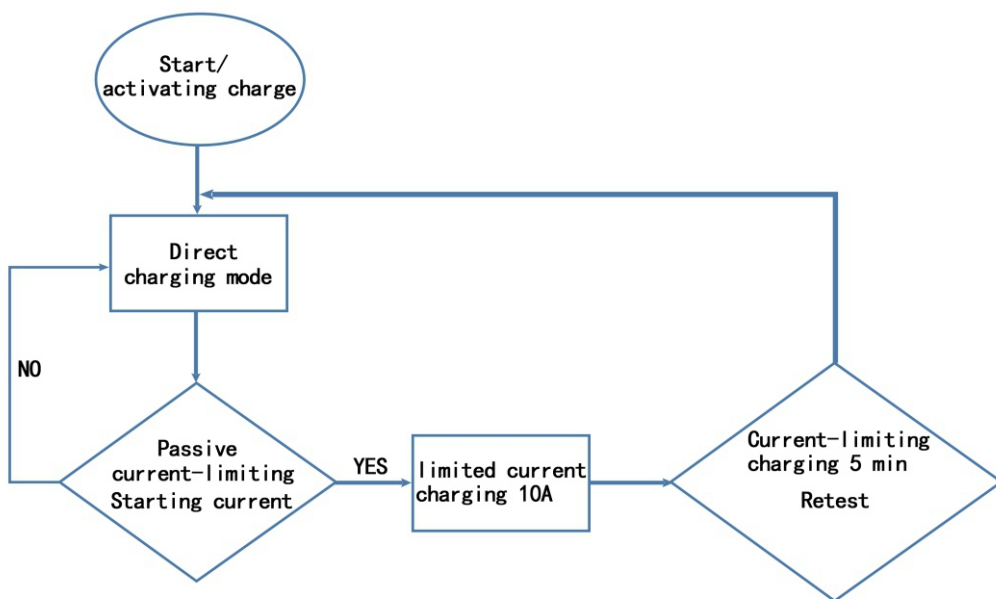 Start/
activating charge
Direct
charging mode
NO
Passive
current-limiting
Starting current
YES
limited current
charging 10A
Current-limiting
charging 5 min
Retest